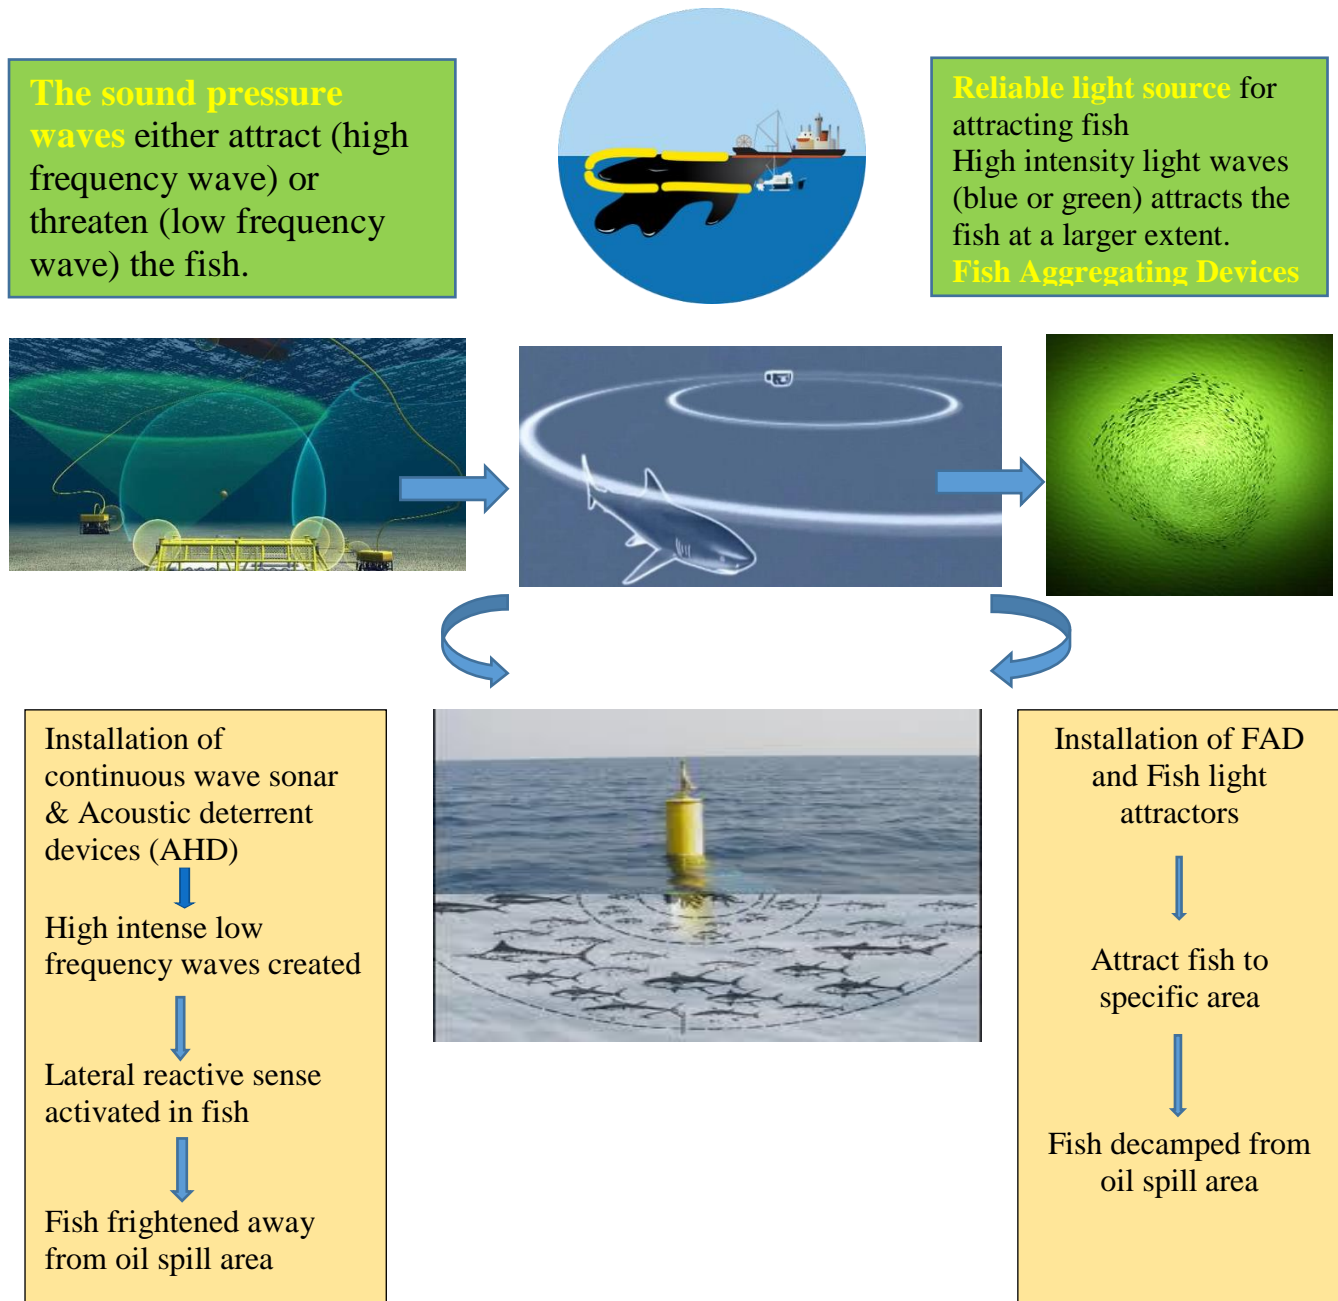 The sound pressure
waves either attract (high
frequency wave) or
threaten (low frequency
wave) the fish.
Reliable light source for
attracting fish
High intensity light waves
(blue or green) attracts the
fish at a larger extent.
Fish Aggregating Devices
Installation of
continuous wave sonar
& Acoustic deterrent
devices (AHD)
High intense low
frequency waves created
Lateral reactive sense
activated in fish
Fish frightened away
from oil spill area
Installation of FAD
and Fish light
attractors
Attract fish to
specific area
Fish decamped from
oil spill area